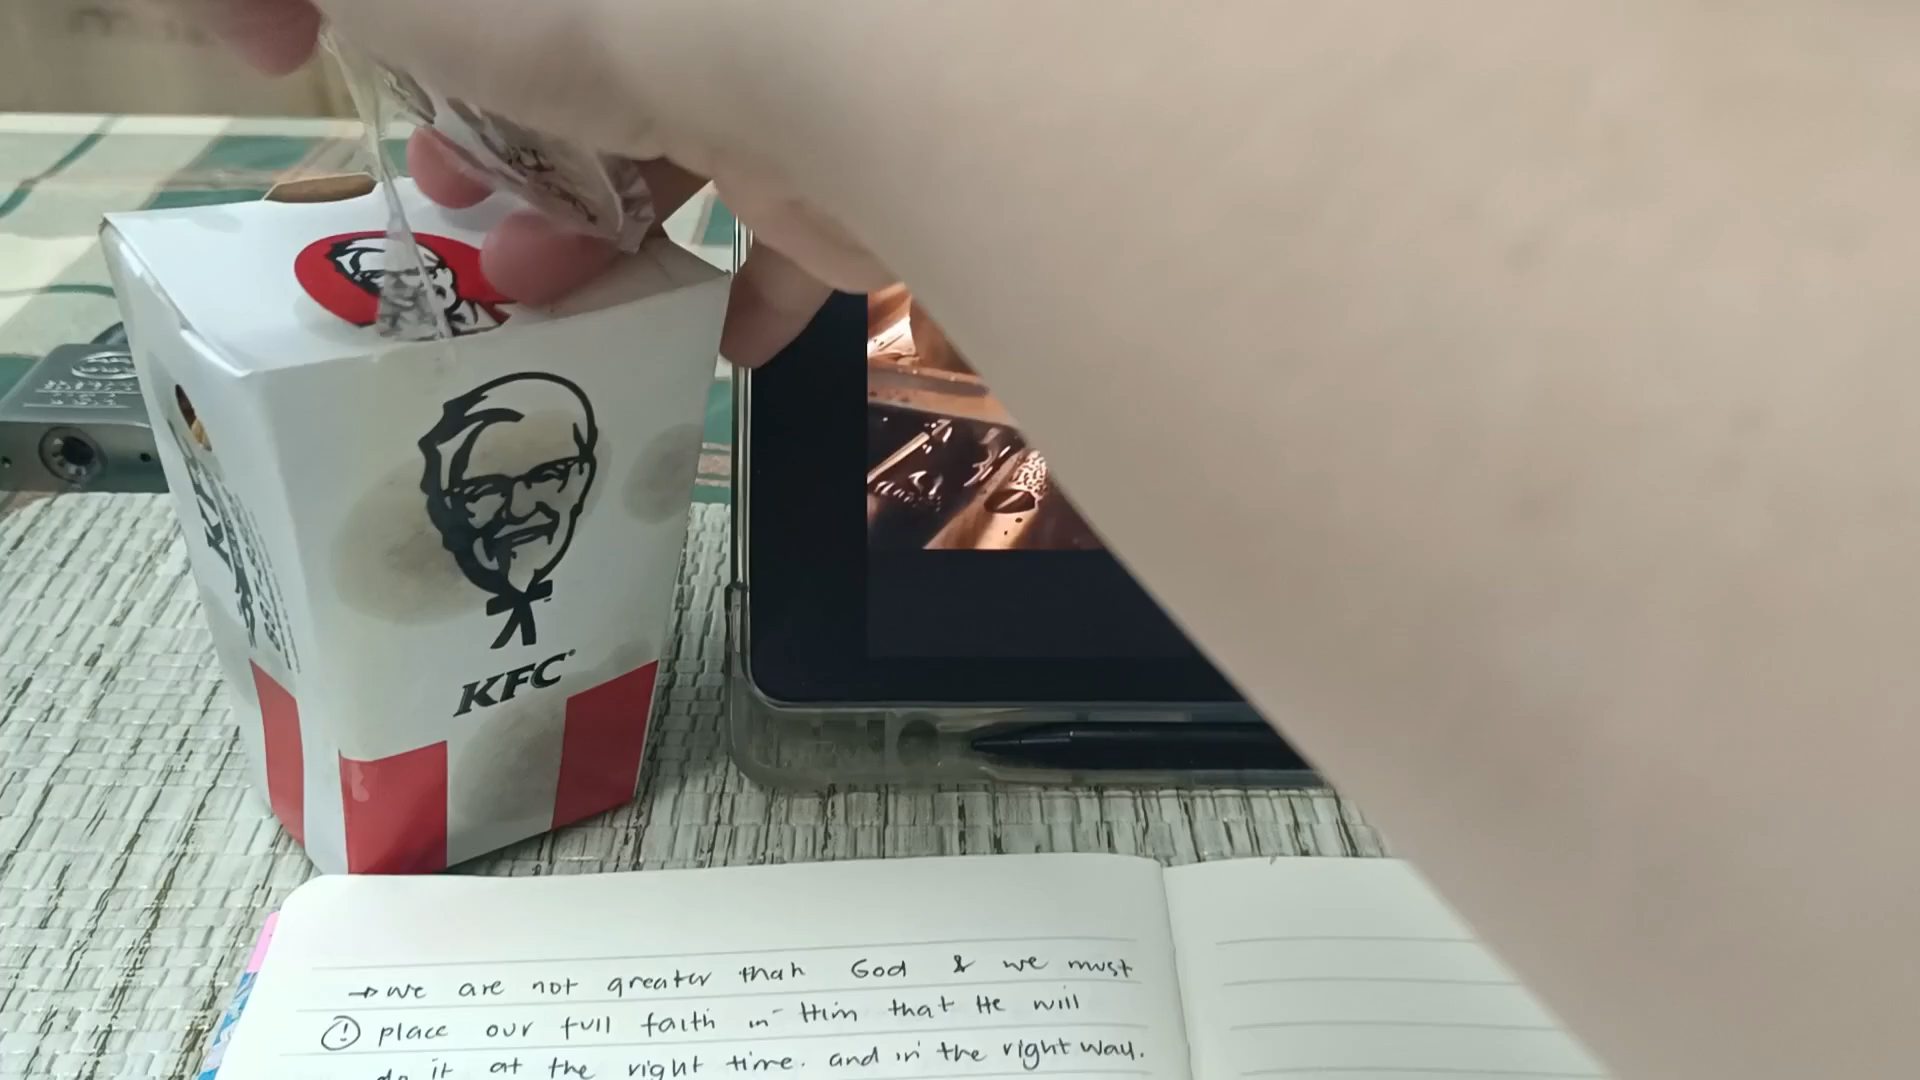 KFC
→ we are not greater than God & we must
! place our full faith in Him that He will
do it at the right time. and in the right way.